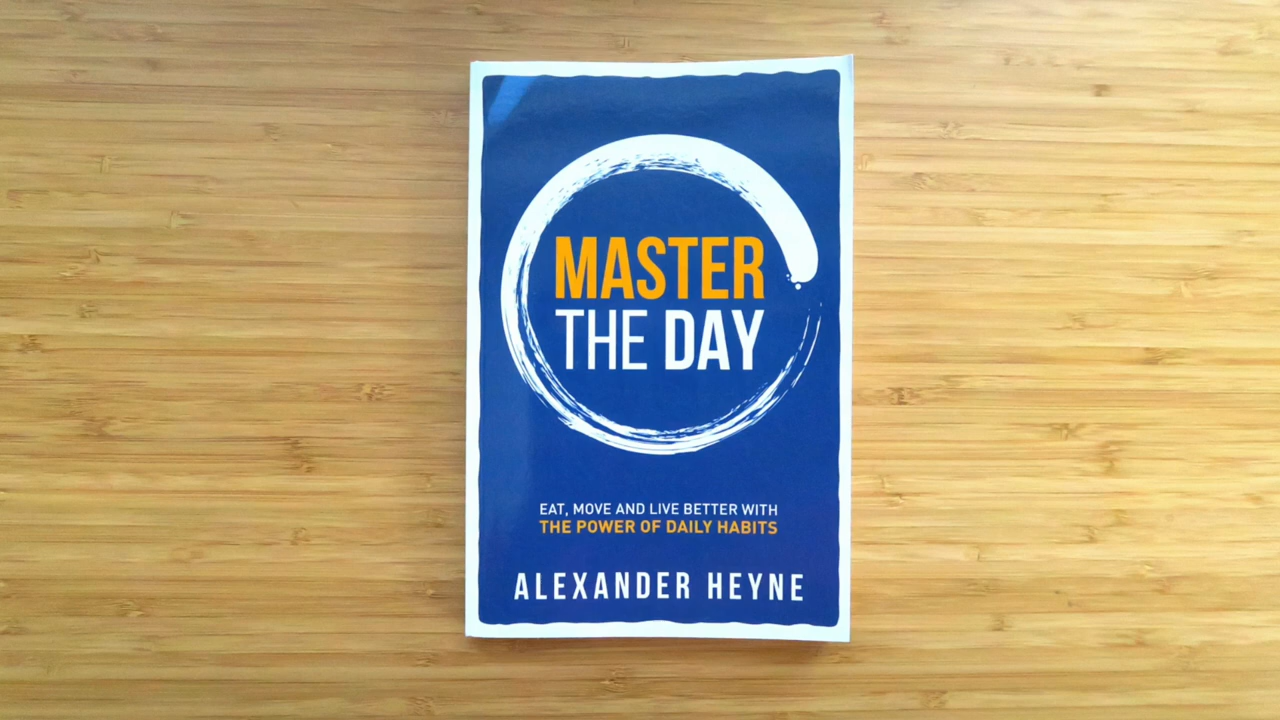 MASTER
THE DAY
EAT, MOVE AND LIVE BETTER WITH
THE POWER OF DAILY HABITS
ALEXANDER HEYNE